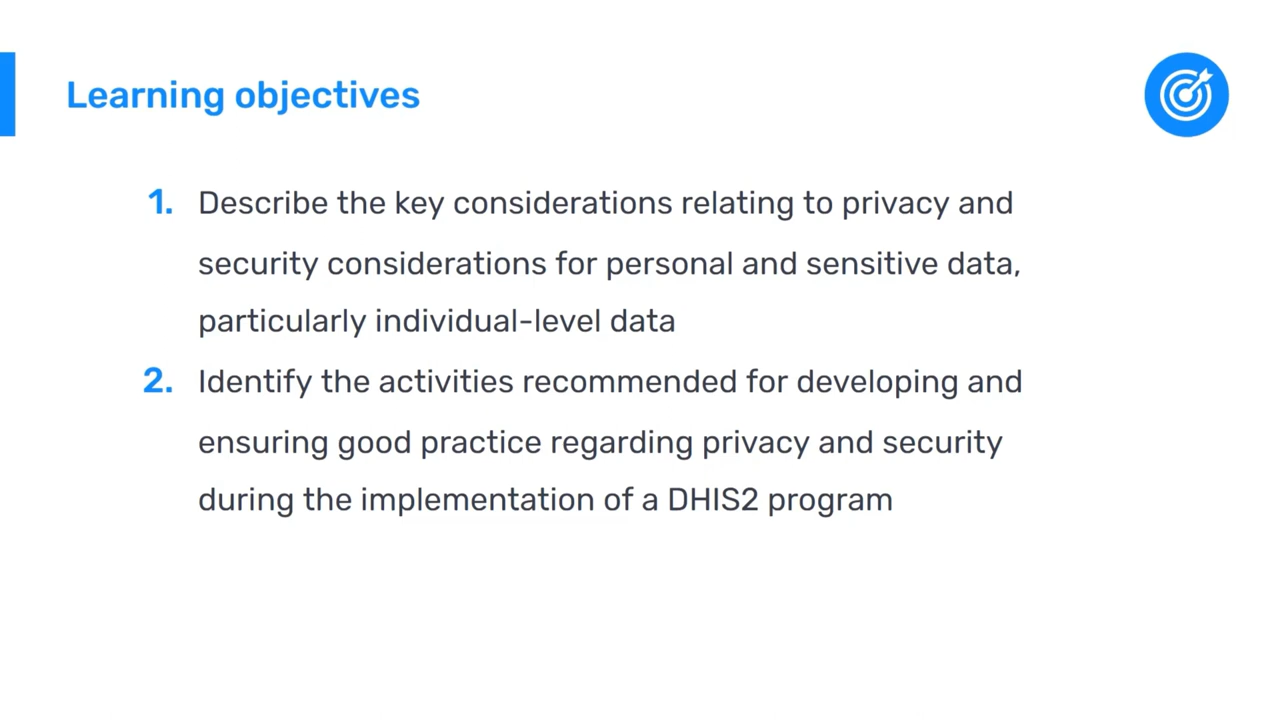 Learning objectives
1. Describe the key considerations relating to privacy and
security considerations for personal and sensitive data,
particularly individual-level data
2. Identify the activities recommended for developing and
ensuring good practice regarding privacy and security
during the implementation of a DHIS2 program